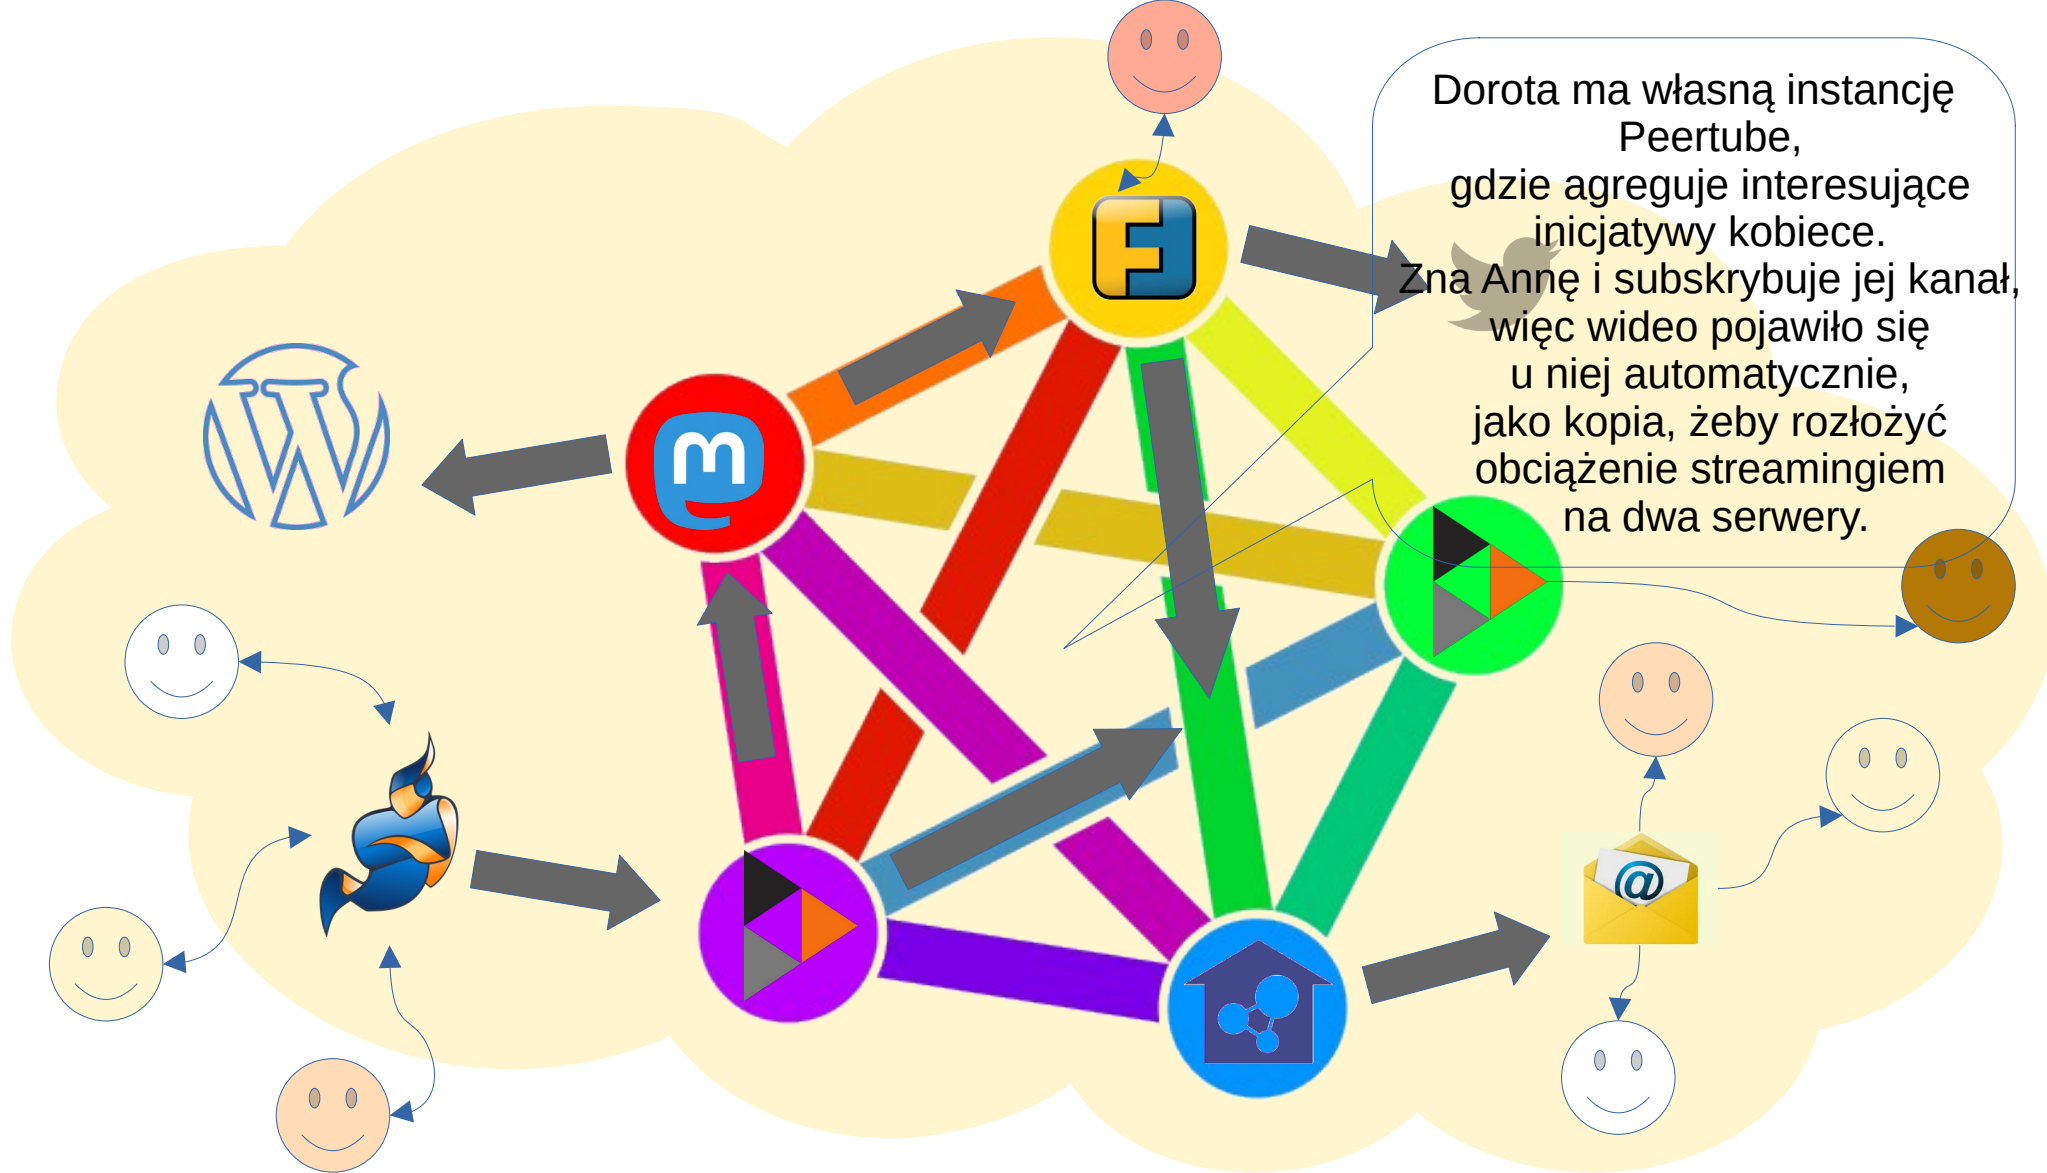 Dorota ma własną instancję
Peertube,
gdzie agreguje interesujące
inicjatywy kobiece.
Zna Annę i subskrybuje jej kanał,
więc wideo pojawiło się
u niej automatycznie,
jako kopia, żeby rozłożyć
obciążenie streamingiem
na dwa serwery.